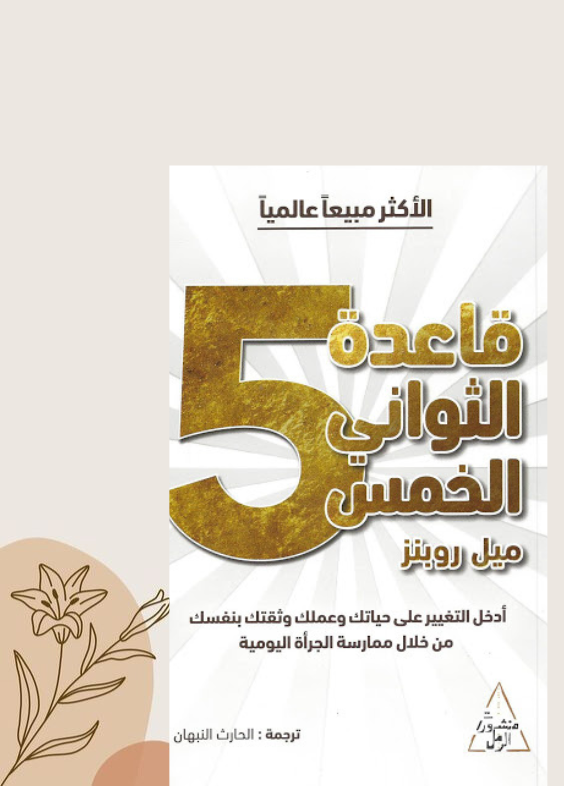 الأكثر مبيعاً عالمياً
5
قاعدة
الثواني
الخمس
ميل روبنز
أدخل التغيير على حياتك وعملك وثقتك بنفسك
من خلال ممارسة الجرأة اليومية
ترجمة : الحارث النبهان
منشورات
الرمل